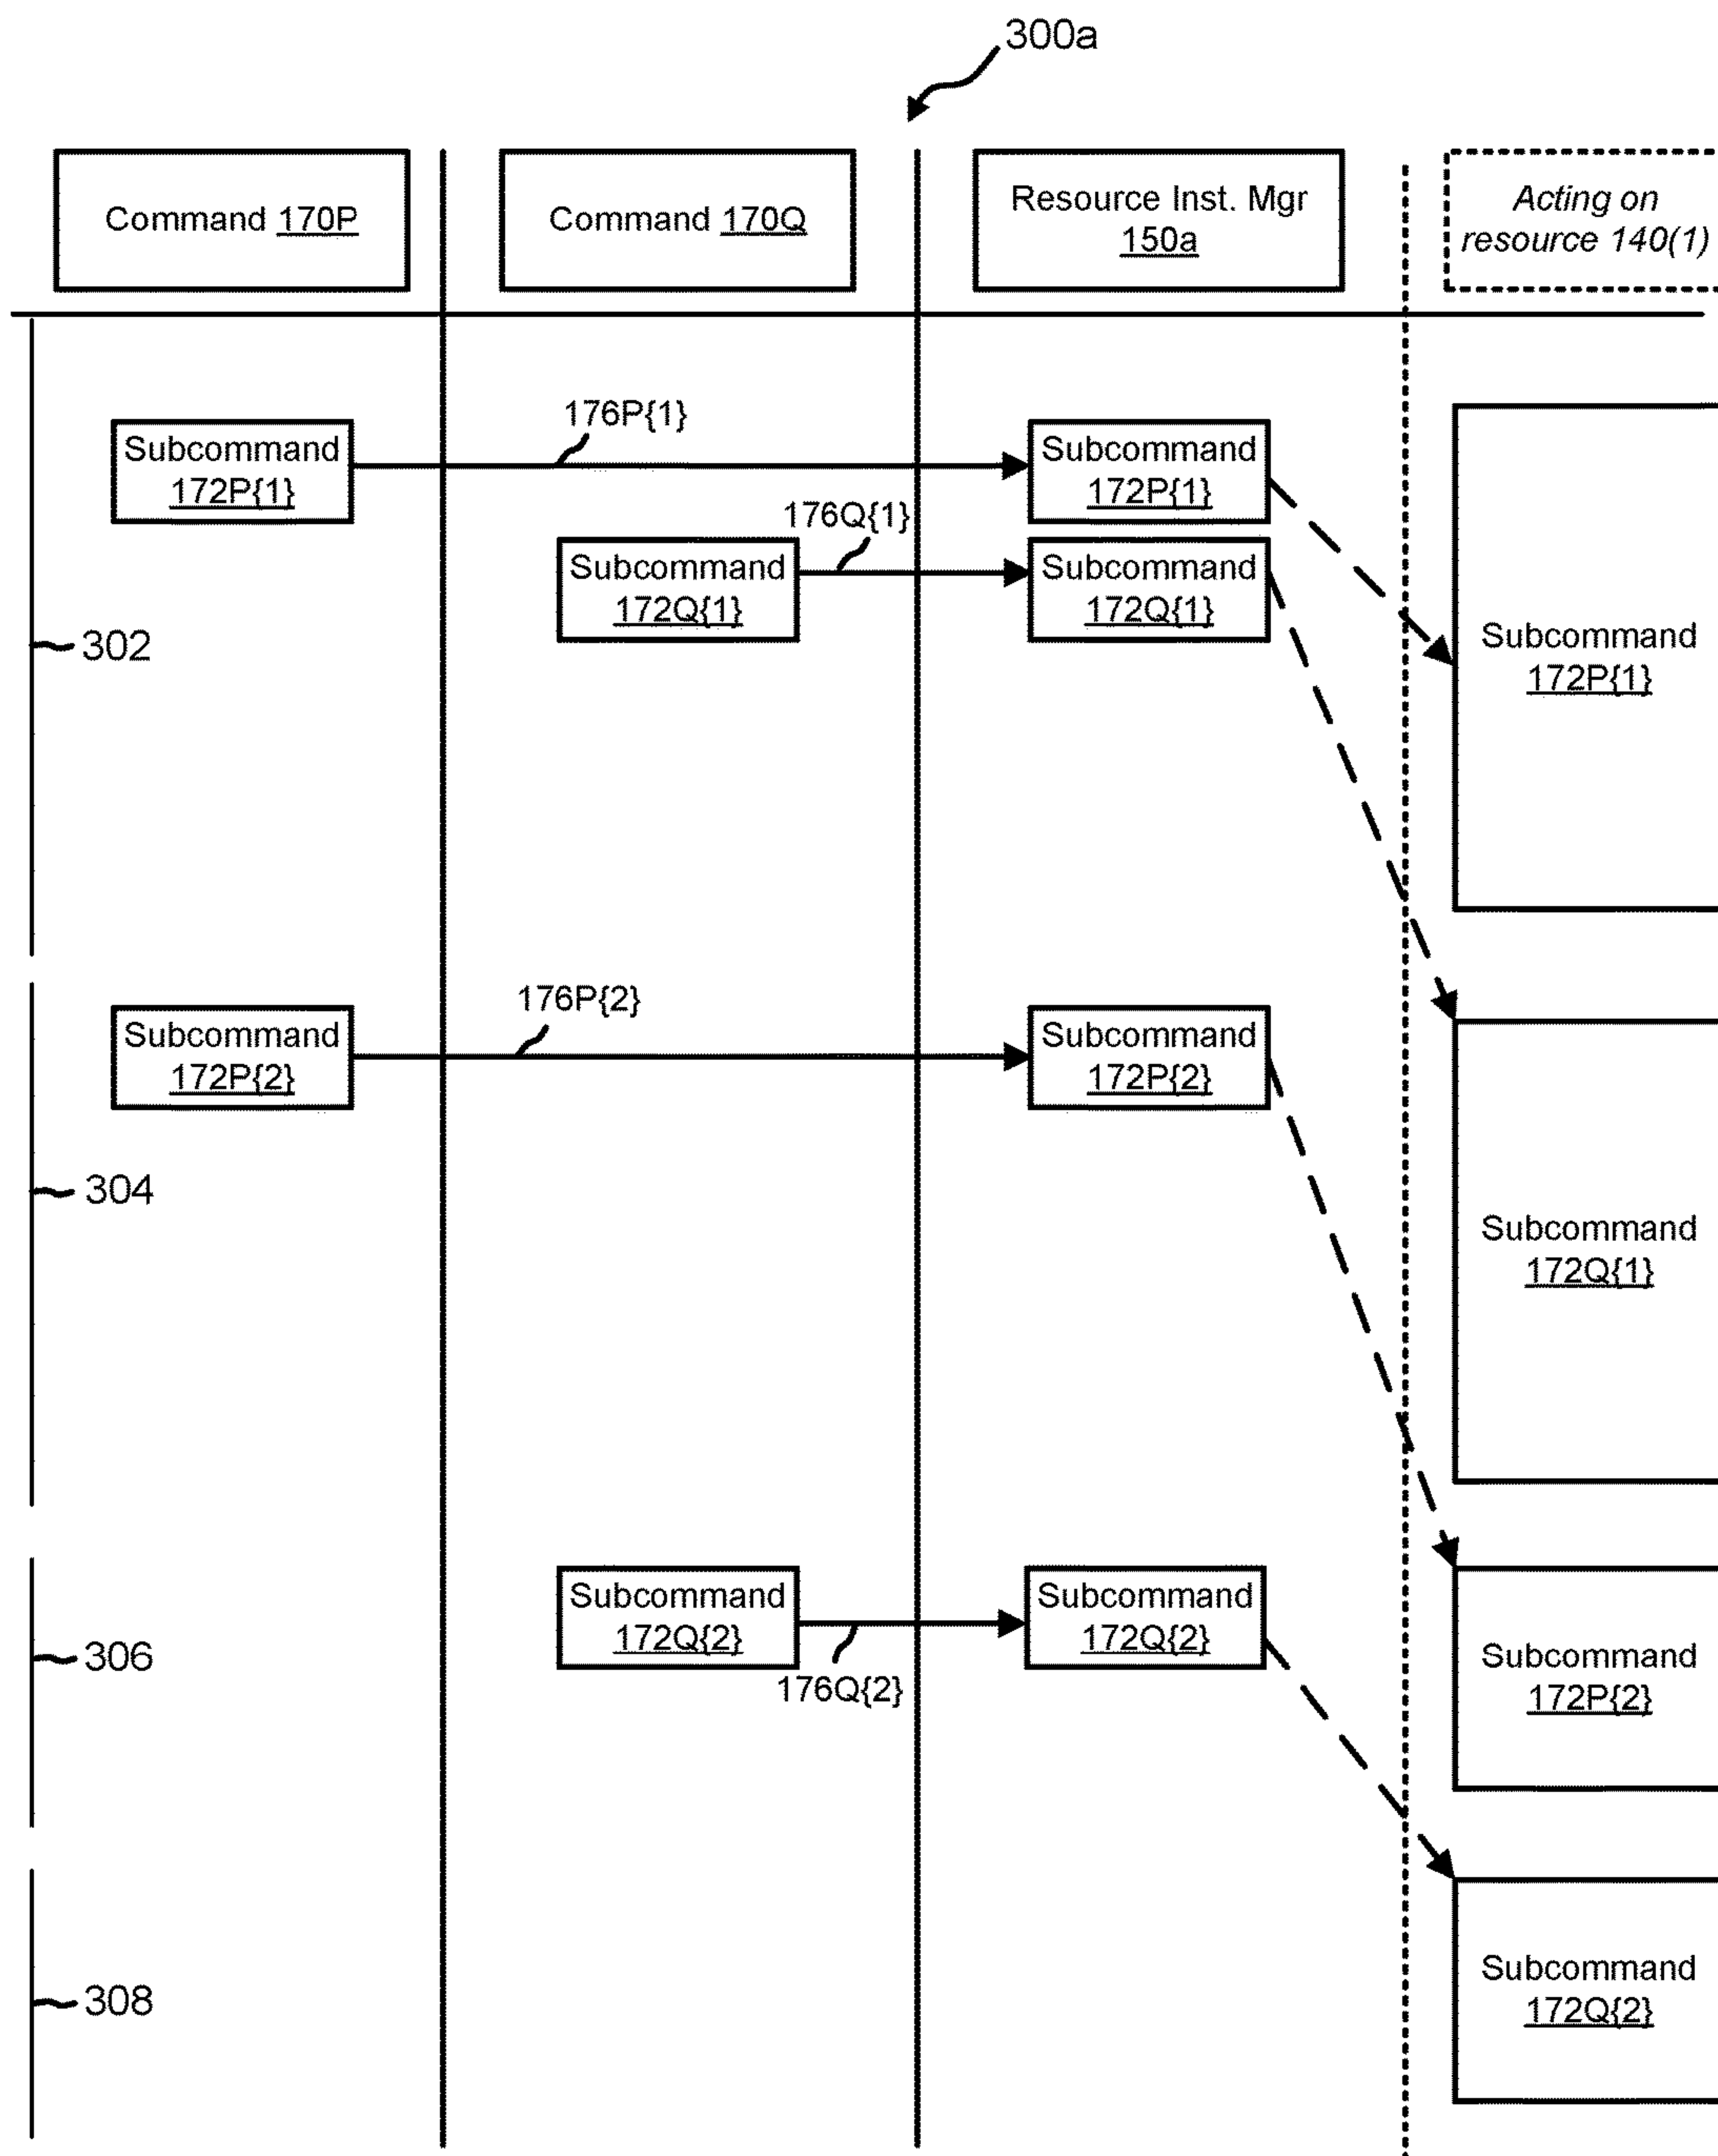 300a
Command 170P
Command 170Q
Resource Inst. Mgr
150a
Acting on
resource 140(1)
176P{1}
Subcommand
172P{1}
Subcommand
172P{1}
176Q{1}
Subcommand
172Q{1}
Subcommand
172Q{1}
302
Subcommand
172P{1}
176P{2}
Subcommand
172P{2}
Subcommand
172P{2}
304
Subcommand
172Q{1}
Subcommand
172Q{2}
Subcommand
172Q{2}
176Q{2}
306
Subcommand
172P{2}
308
Subcommand
172Q{2}